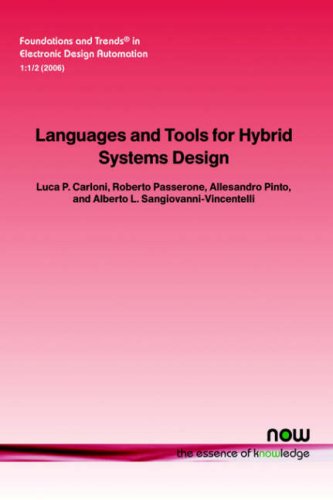 Foundations and Trends® in
Electronic Design Automation
1:1/2 (2006)
Languages and Tools for Hybrid
Systems Design
Luca P. Carloni, Roberto Passerone, Allesandro Pinto,
and Alberto L. Sangiovanni-Vincentelli
now
the essence of knowledge